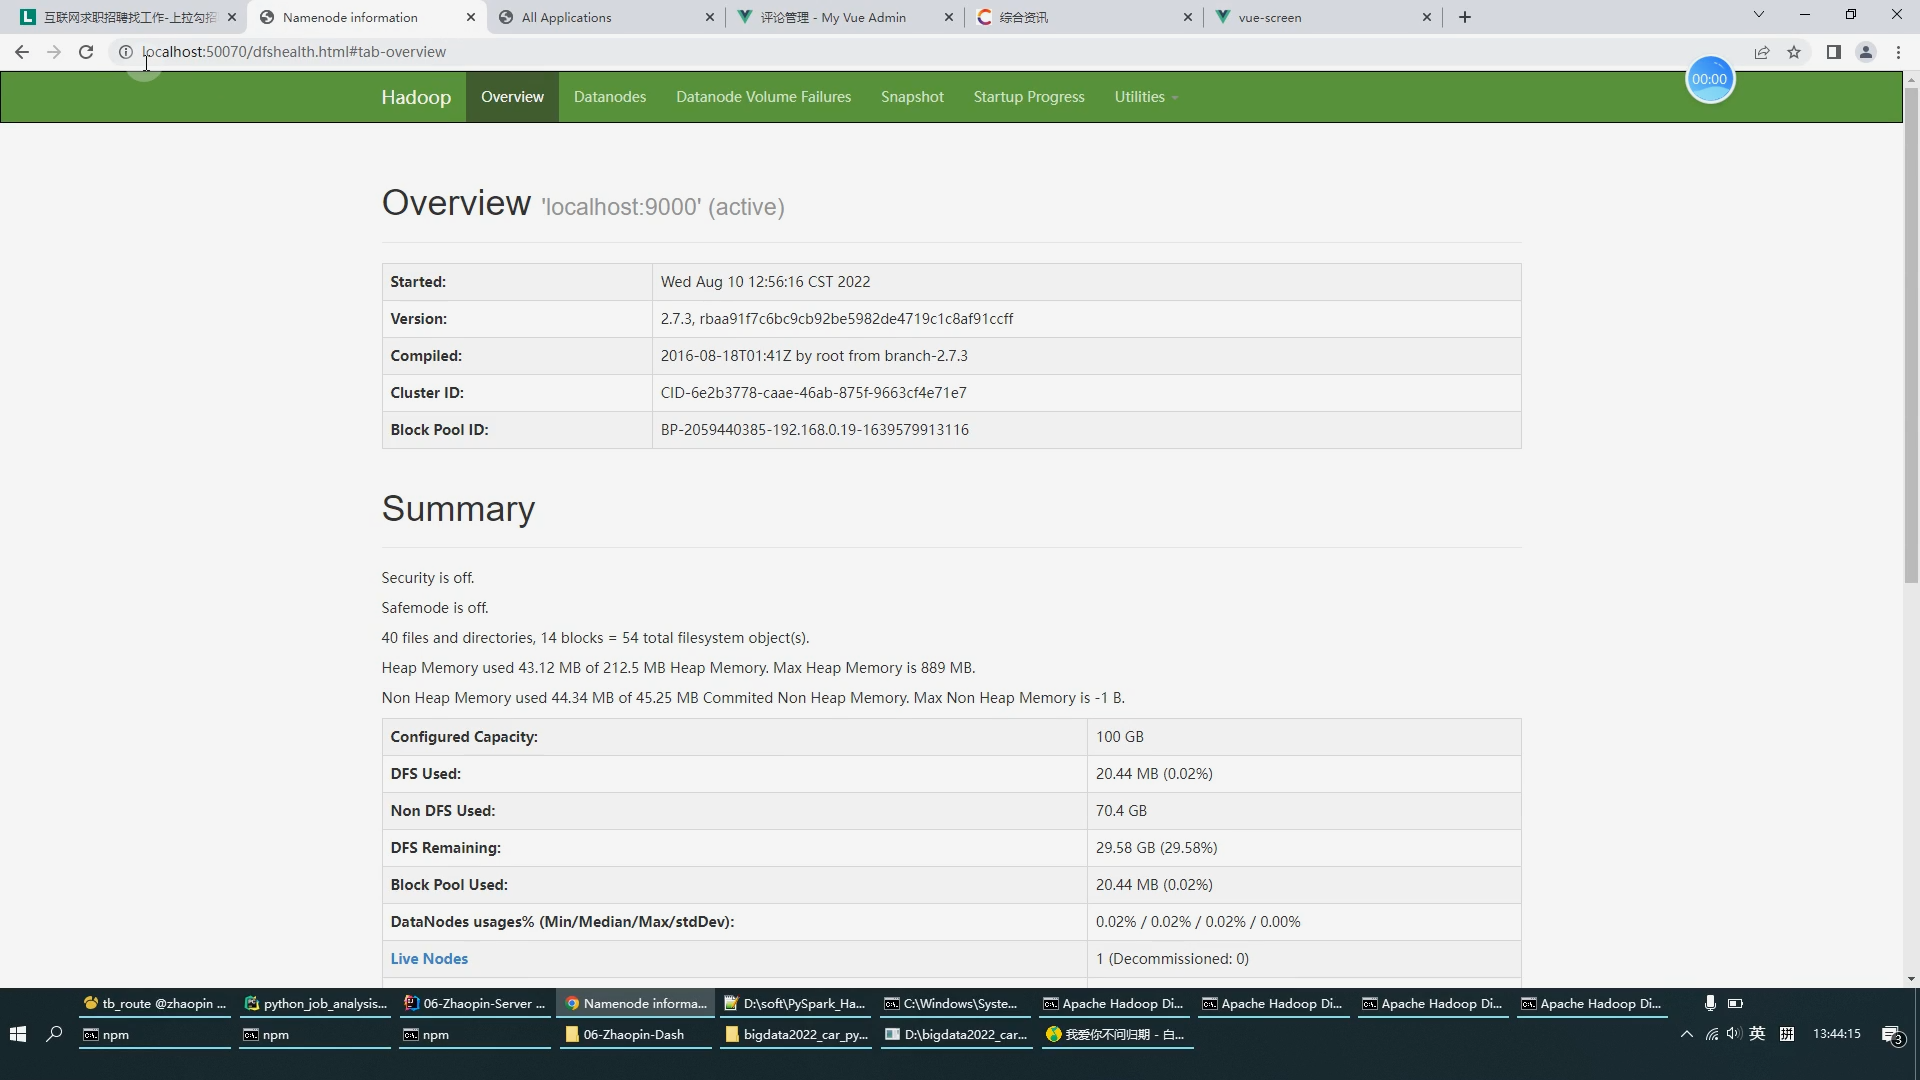 互联网求职招聘找工作-上拉勾招
Namenode information
All Applications
评论管理 - My Vue Admin
综合资讯
vue-screen
localhost:50070/dfshealth.html#tab-overview
00:00
Hadoop
Overview
Datanodes
Datanode Volume Failures
Snapshot
Startup Progress
Utilities
Overview 'localhost:9000' (active)
Started: Wed Aug 10 12:56:16 CST 2022
Version: 2.7.3, rbaa91f7c6bc9cb92be5982de4719c1c8af91ccff
Compiled: 2016-08-18T01:41Z by root from branch-2.7.3
Cluster ID: CID-6e2b3778-caae-46ab-875f-9663cf4e71e7
Block Pool ID: BP-2059440385-192.168.0.19-1639579913116
Summary
Security is off.
Safemode is off.
40 files and directories, 14 blocks = 54 total filesystem object(s).
Heap Memory used 43.12 MB of 212.5 MB Heap Memory. Max Heap Memory is 889 MB.
Non Heap Memory used 44.34 MB of 45.25 MB Commited Non Heap Memory. Max Non Heap Memory is -1 B.
Configured Capacity: 100 GB
DFS Used: 20.44 MB (0.02%)
Non DFS Used: 70.4 GB
DFS Remaining: 29.58 GB (29.58%)
Block Pool Used: 20.44 MB (0.02%)
DataNodes usages% (Min/Median/Max/stdDev): 0.02% / 0.02% / 0.02% / 0.00%
Live Nodes 1 (Decommissioned: 0)
tb_route @zhaopin ...
python_job_analysis...
06-Zhaopin-Server ...
Namenode informa...
D:\soft\PySpark_Ha...
C:\Windows\Syste...
Apache Hadoop Di...
Apache Hadoop Di...
Apache Hadoop Di...
Apache Hadoop Di...
npm
npm
npm
06-Zhaopin-Dash
bigdata2022_car_py...
D:\bigdata2022_car...
我爱你不问归期 - 白...
英
拼
13:44:15
3